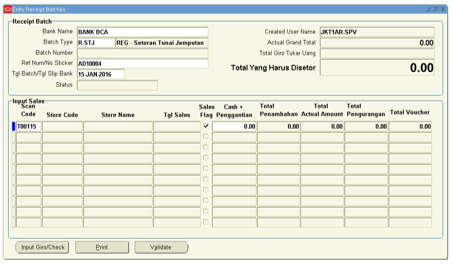 Entry Receipt Batches
Receipt Batch
Bank Name BANK BCA Created User Name JKT1AR.SPV
Batch Type R-STJ REG - Setoran Tunai Jemputan Actual Grand Total 0.00
Batch Number Total Giro Tukar Uang
Ref Num/No Sticker AD10004 Total Yang Harus Disetor 0.00
Tgl Batch/Tgl Slip Bank 15-JAN-2016
Status
Input Sales
Scan Code Store Code Store Name Tgl Sales Sales Flag Cash + Penggantian Total Penambahan Total Actual Amount Total Pengurangan Total Voucher
T00115 0.00 0.00 0.00 0.00 0.00
Input Giro/Check Print Validate